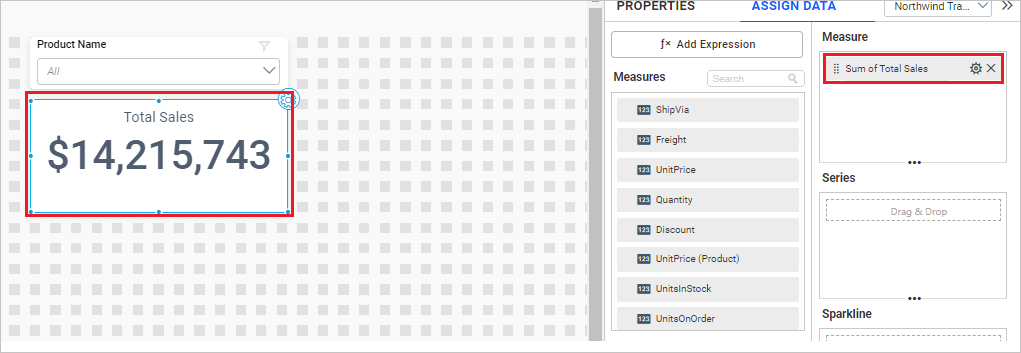 Product Name
All
Total Sales
$14,215,743
PROPERTIES
ASSIGN DATA
Northwind Tra...
Add Expression
Measures
Search
123 ShipVia
123 Freight
123 UnitPrice
123 Quantity
123 Discount
123 UnitPrice (Product)
123 UnitsInStock
123 UnitsOnOrder
Measure
Sum of Total Sales
Series
Drag & Drop
Sparkline